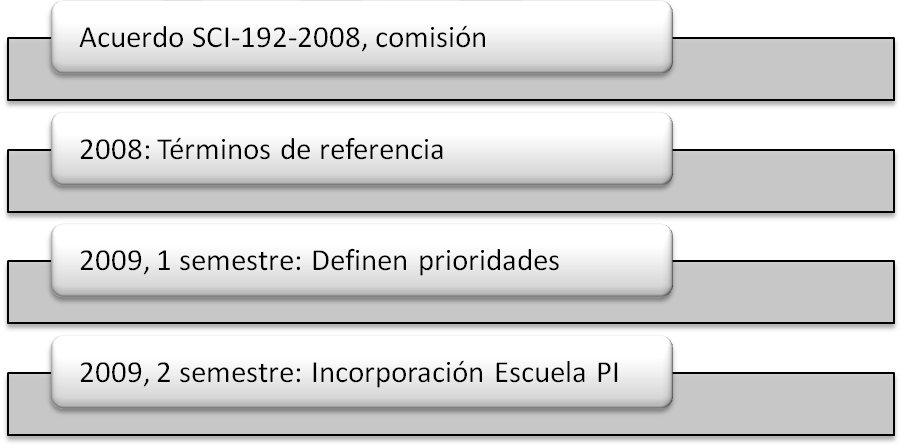 Acuerdo SCI-192-2008, comisión
2008: Términos de referencia
2009, 1 semestre: Definen prioridades
2009, 2 semestre: Incorporación Escuela PI